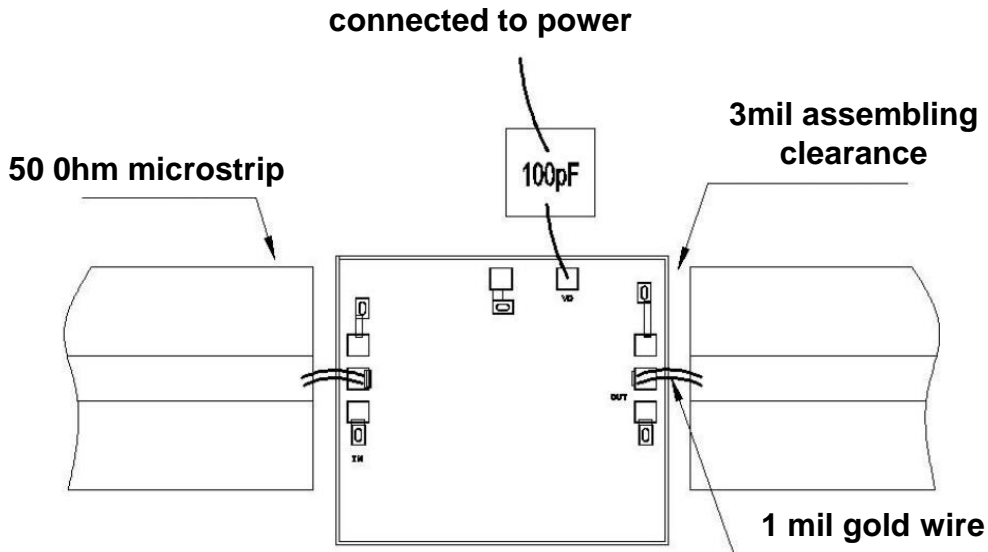 connected to power
3mil assembling
clearance
50 0hm microstrip
100pF
VD
OUT
IN
1 mil gold wire